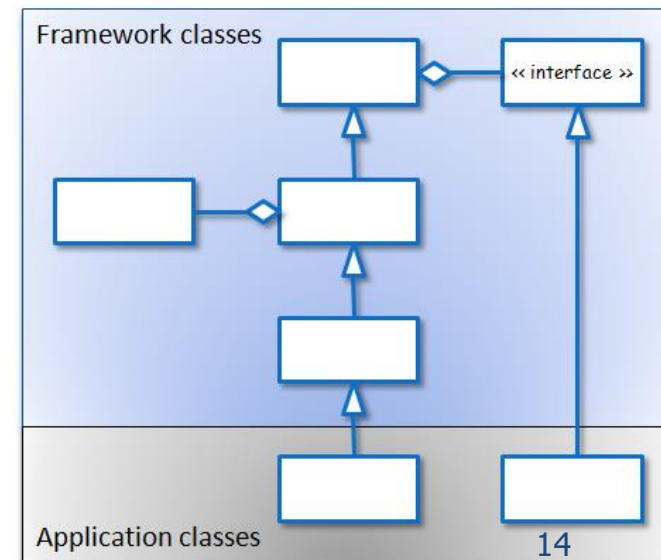 Framework classes
<< interface >>
Application classes
14